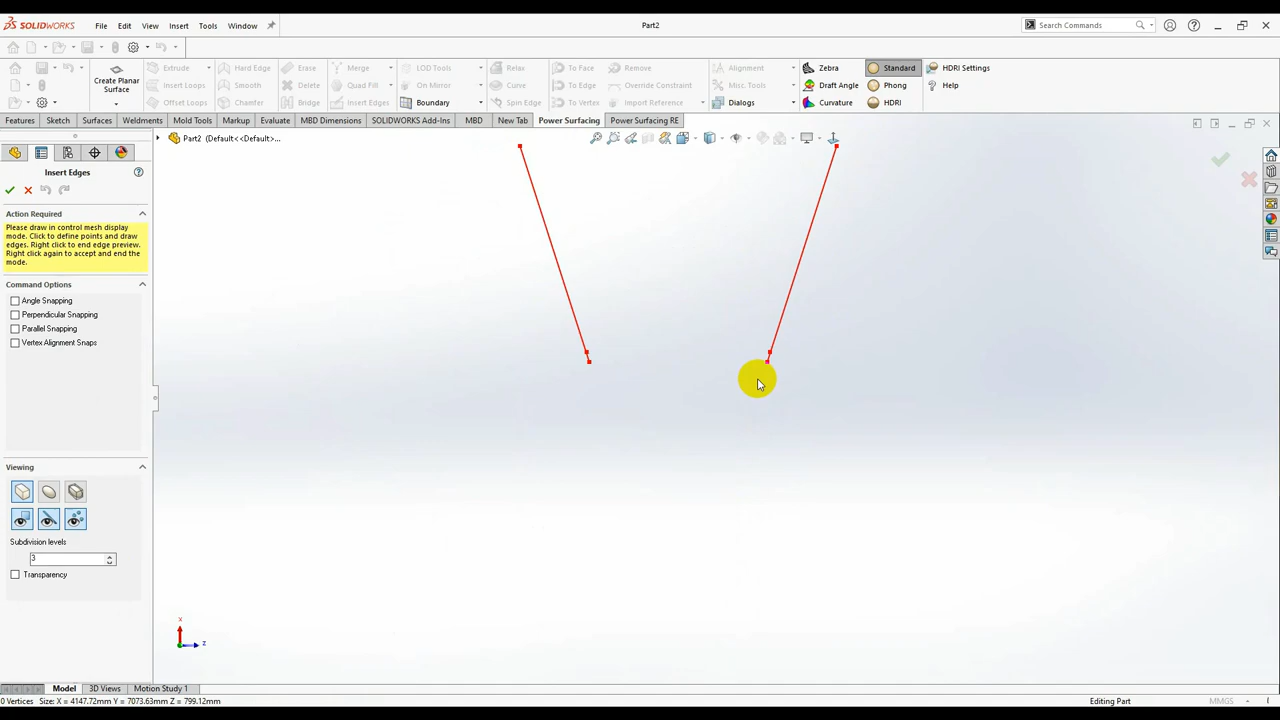 SOLIDWORKS File Edit View Insert Tools Window Part2 Search Commands
Create Planar Surface
Extrude Hard Edge Erase Merge LOD Tools Relax To Face Remove Alignment Zebra Standard HDRI Settings
Insert Eoops Smooth Delete Quad Fill On Mirror Curve To Edge Override Constraint Misc. Tools Draft Angle Phong Help
Offset Loops Chamfer Bridge Insert Edges Boundary Spin Edge To Vertex Import Reference Dialogs Curvature HDRI
Features Sketch Surfaces Weldments Mold Tools Markup Evaluate MBD Dimensions SOLIDWORKS Add-Ins MBD New Tab Power Surfacing Power Surfacing RE
Part2 (Default<<Default>...
Insert Edges
Action Required
Please draw in control mesh display
mode. Click to define points and draw
edges. Right click to end edge preview.
Right click again to accept and end the
mode.
Command Options
Angle Snapping
Perpendicular Snapping
Parallel Snapping
Vertex Alignment Snaps
Viewing
Subdivision levels
3
Transparency
x
z
Model 3D Views Motion Study 1
0 Vertices Size: X = 4147.72mm Y = 7073.63mm Z = 799.12mm Editing Part MMGS